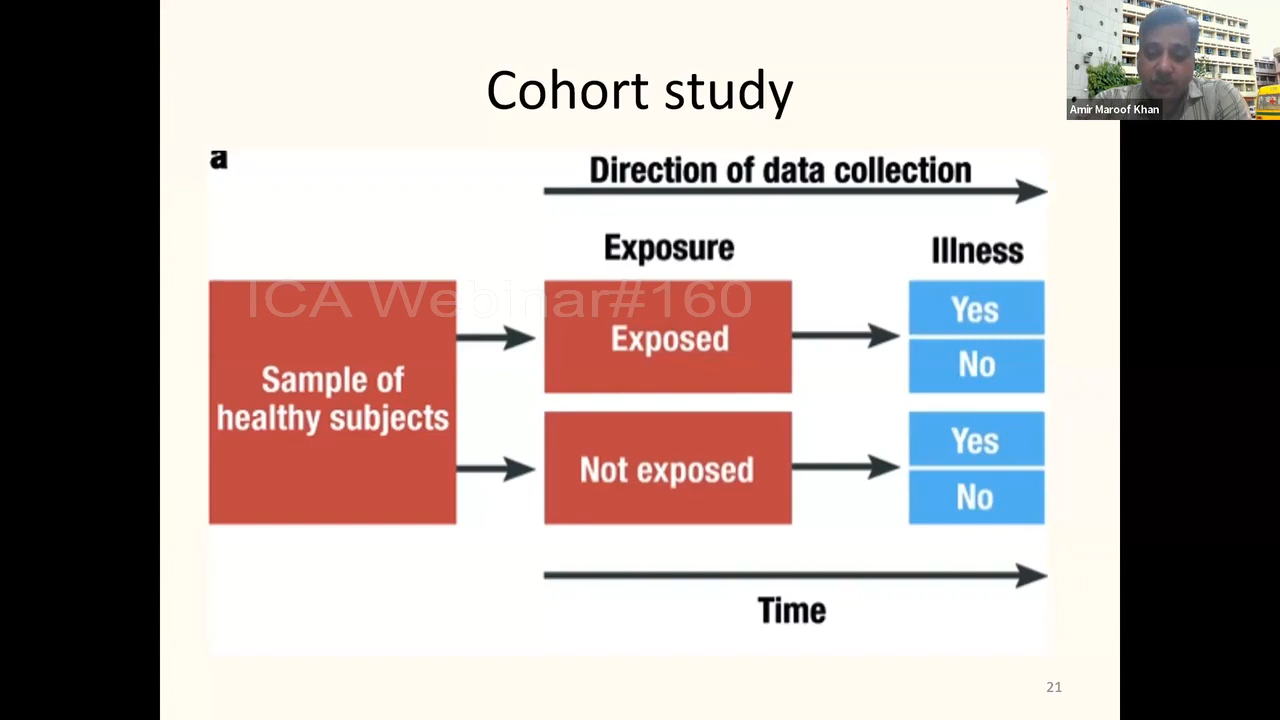 Cohort study
Amir Maroof Khan
a
Direction of data collection
Exposure
Illness
ICA Webinar#160
Sample of
healthy subjects
Exposed
Yes
No
Not exposed
Yes
No
Time
21